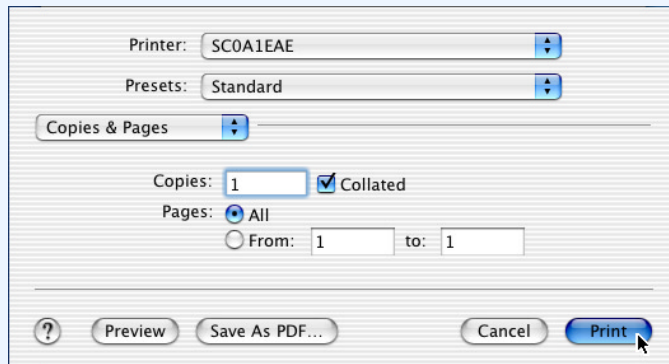 Printer: SC0A1EAE
Presets: Standard
Copies & Pages
Copies: 1 Collated
Pages: All
From: 1 to: 1
? Preview Save As PDF... Cancel Print